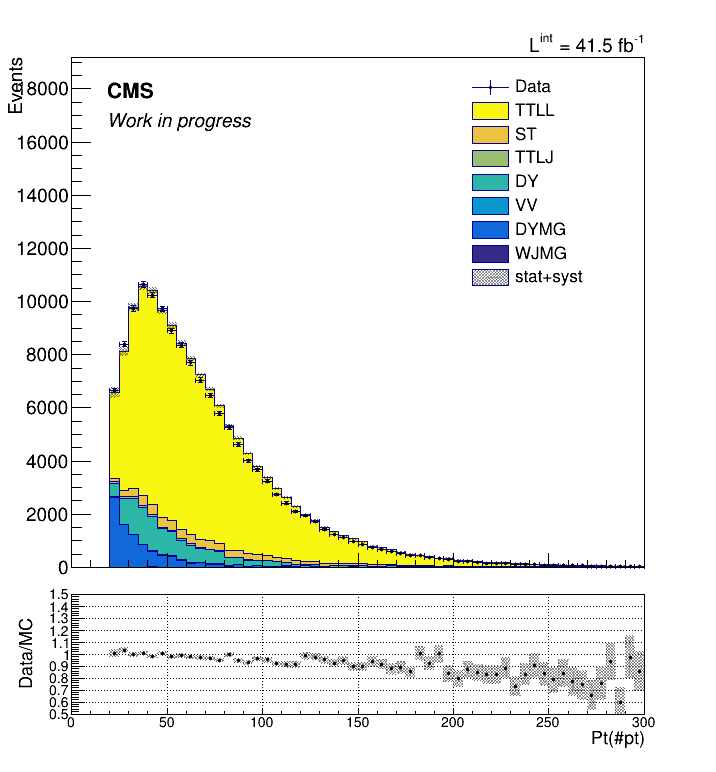 L^int = 41.5 fb^-1
Events
CMS
Work in progress
Data
TTLL
ST
TTLJ
DY
VV
DYMG
WJMG
stat+syst
18000
16000
14000
12000
10000
8000
6000
4000
2000
0
Data/MC
1.5
1.4
1.3
1.2
1.1
1
0.9
0.8
0.7
0.6
0.5
0 50 100 150 200 250 300
Pt(#pt)